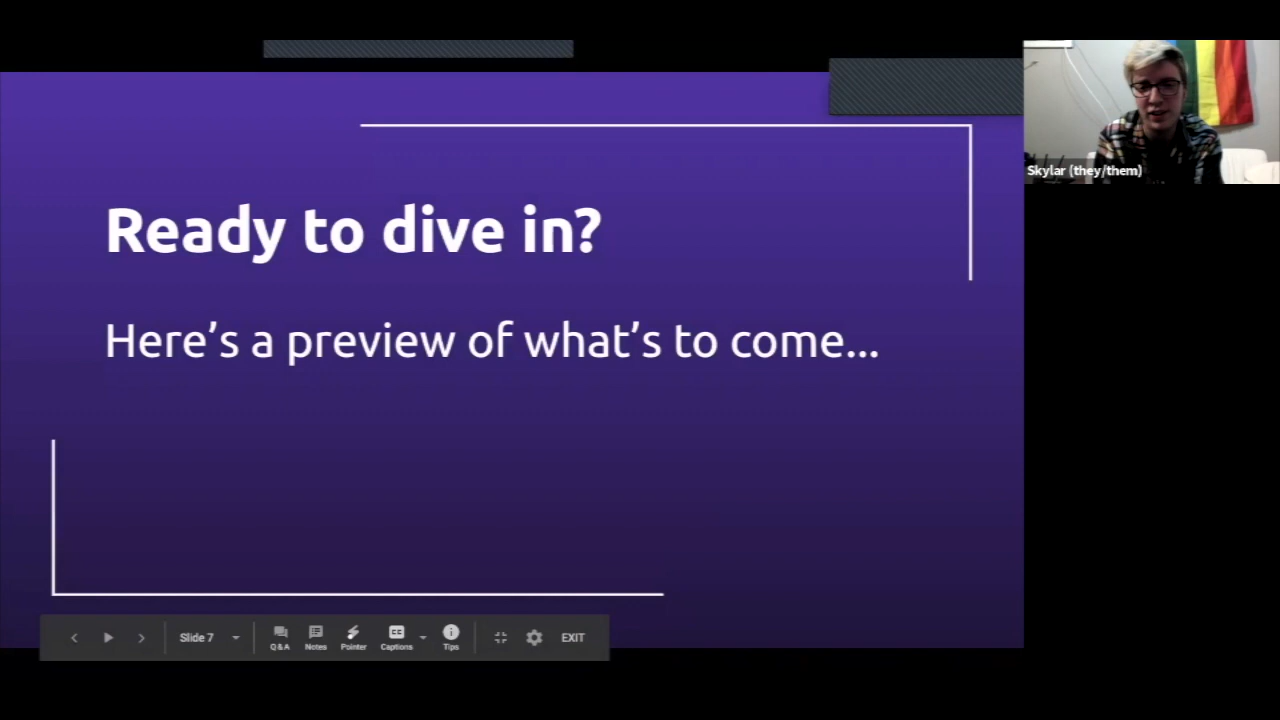 Skylar (they/them)
Ready to dive in?
Here's a preview of what's to come...
Slide 7
Q&A
Notes
CC
Pointer
Captions
Tips
EXIT